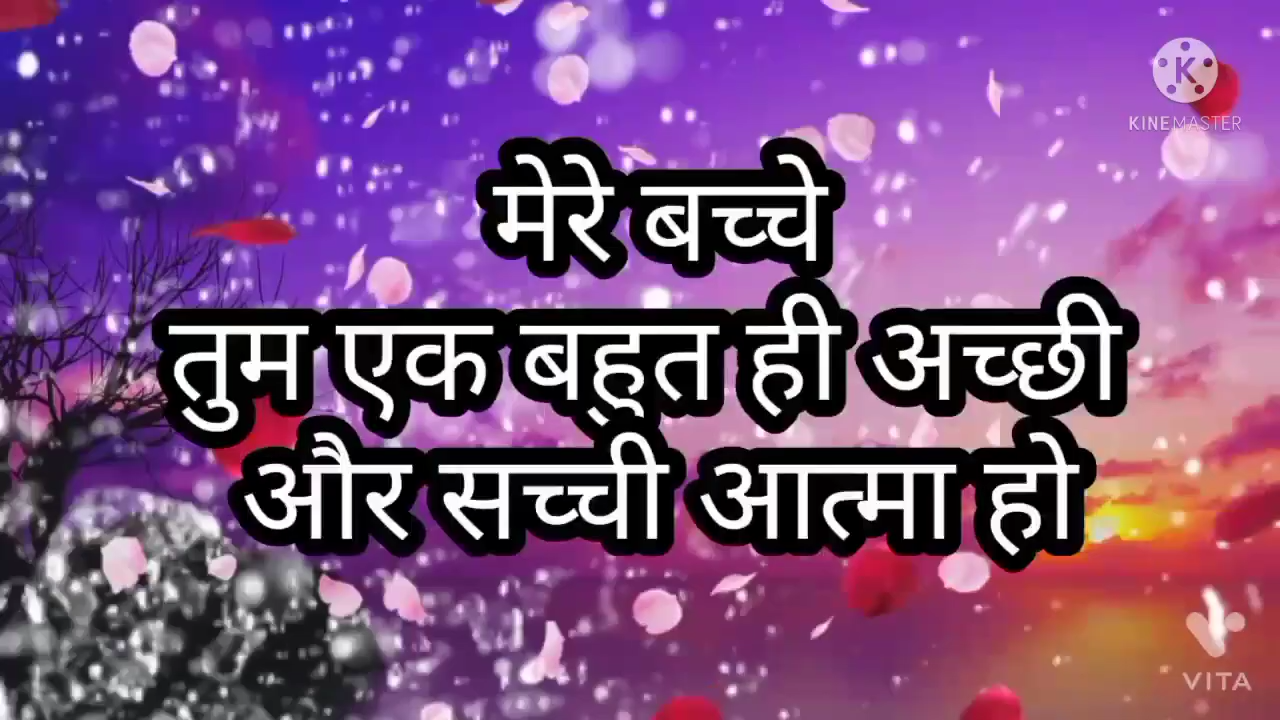 KINEMASTER
मेरे बच्चे
तुम एक बहुत ही अच्छी
और सच्ची आत्मा हो
VITA